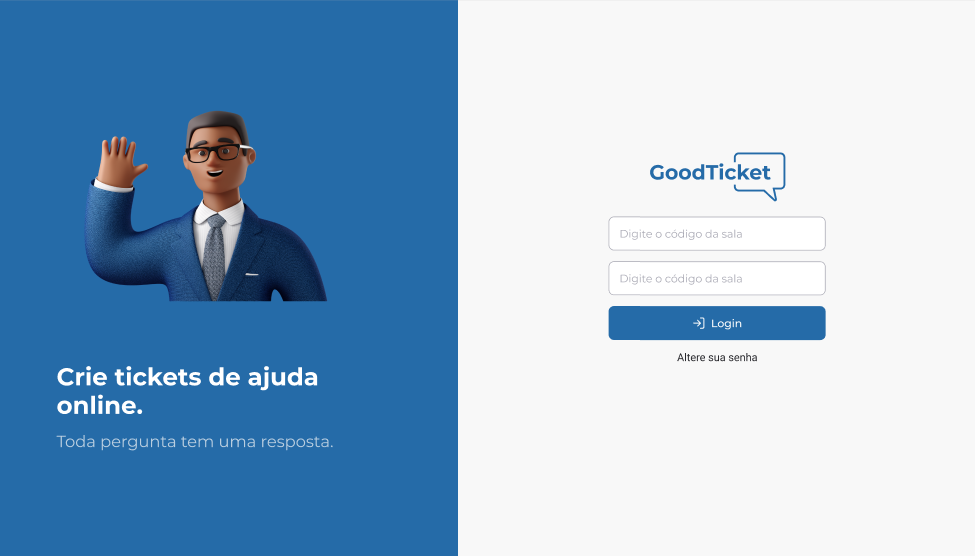 Crie tickets de ajuda
online.
Toda pergunta tem uma resposta.
GoodTicket
Digite o código da sala
Digite o código da sala
Login
Altere sua senha